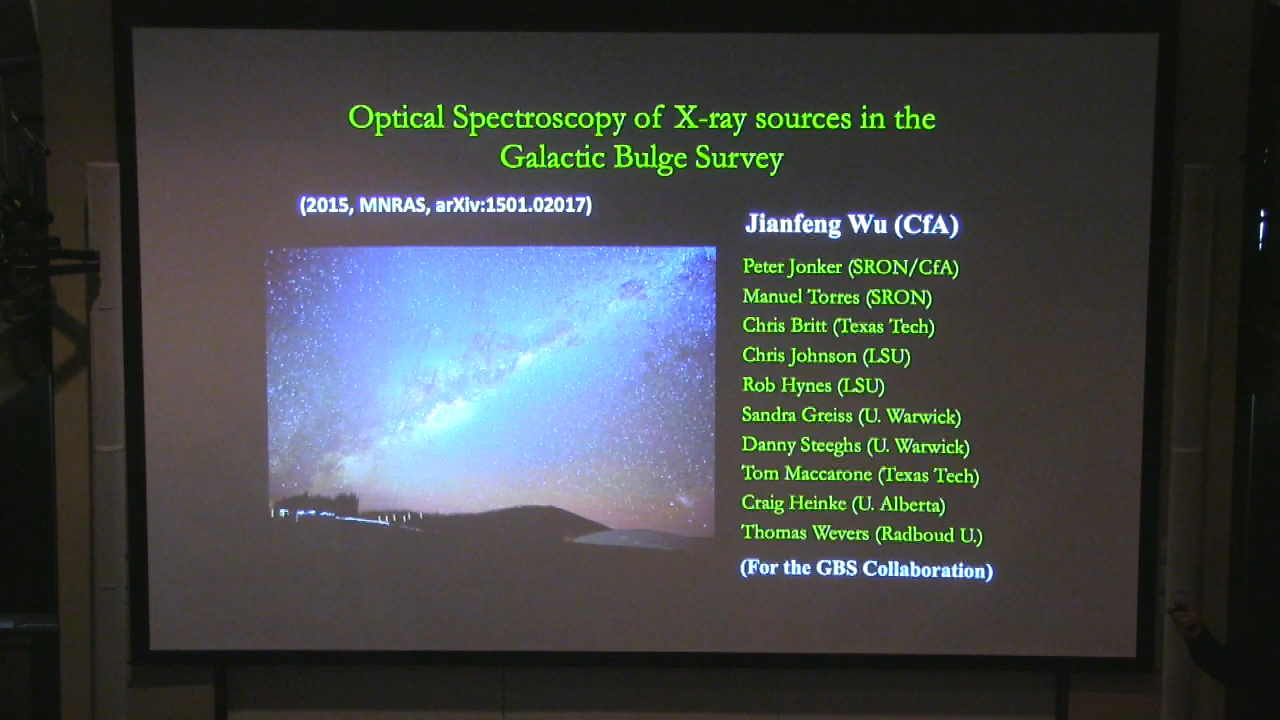 Optical Spectroscopy of X-ray sources in the
Galactic Bulge Survey
(2015, MNRAS, arXiv:1501.02017)
Jianfeng Wu (CfA)
Peter Jonker (SRON/CfA)
Manuel Torres (SRON)
Chris Britt (Texas Tech)
Chris Johnson (LSU)
Rob Hynes (LSU)
Sandra Greiss (U. Warwick)
Danny Steeghs (U. Warwick)
Tom Maccarone (Texas Tech)
Craig Heinke (U. Alberta)
Thomas Wevers (Radboud U.)
(For the GBS Collaboration)